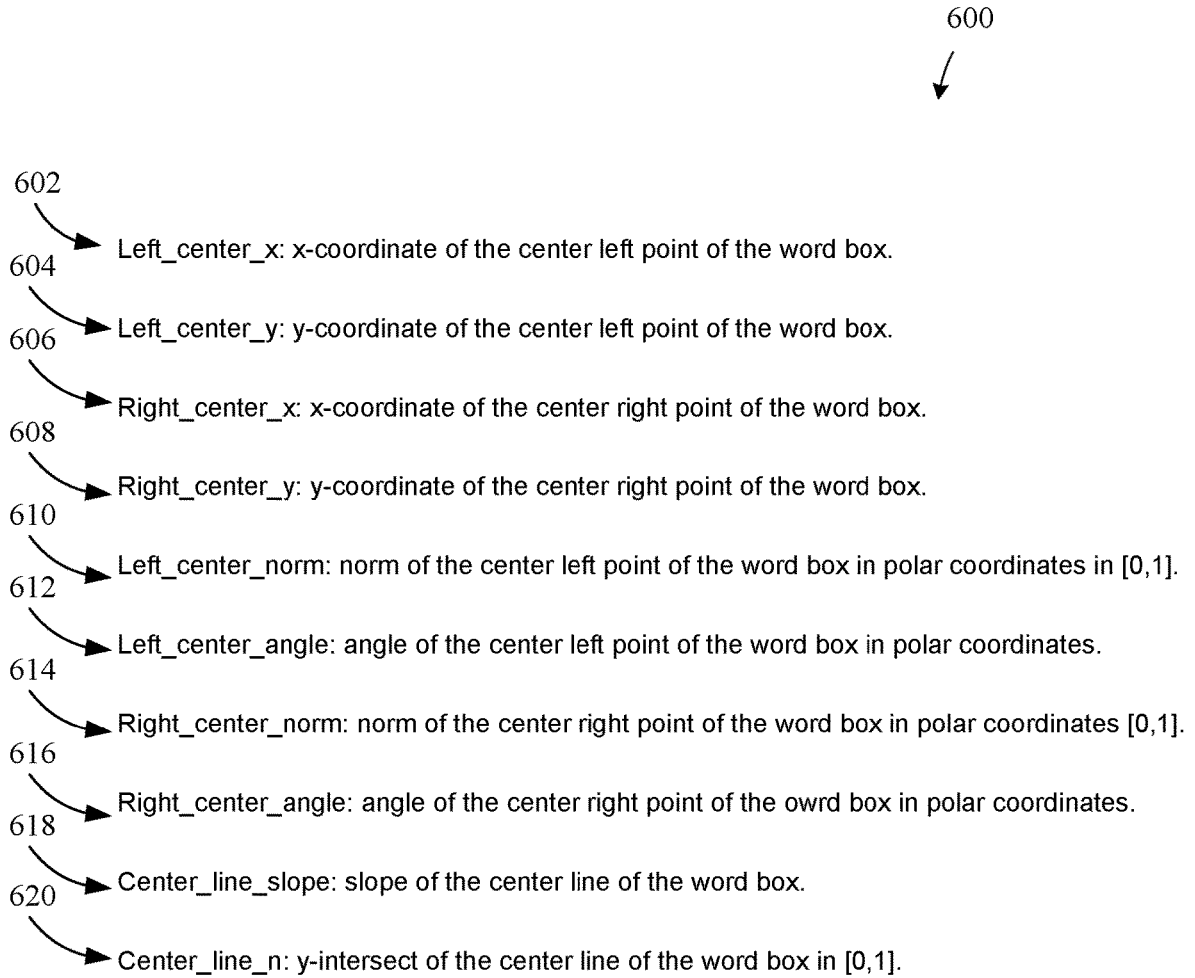 600
602
Left_center_x: x-coordinate of the center left point of the word box.
604
Left_center_y: y-coordinate of the center left point of the word box.
606
Right_center_x: x-coordinate of the center right point of the word box.
608
Right_center_y: y-coordinate of the center right point of the word box.
610
Left_center_norm: norm of the center left point of the word box in polar coordinates in [0,1].
612
Left_center_angle: angle of the center left point of the word box in polar coordinates.
614
Right_center_norm: norm of the center right point of the word box in polar coordinates [0,1].
616
Right_center_angle: angle of the center right point of the owrd box in polar coordinates.
618
Center_line_slope: slope of the center line of the word box.
620
Center_line_n: y-intersect of the center line of the word box in [0,1].